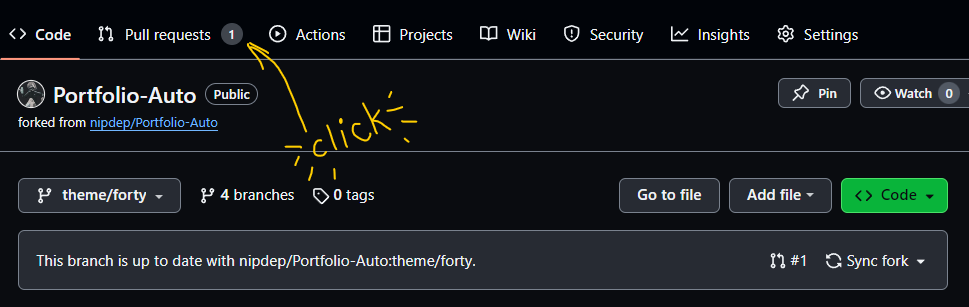 Code Pull requests 1 Actions Projects Wiki Security Insights Settings
Portfolio-Auto Public Pin Watch 0
forked from nipdep/Portfolio-Auto
click
theme/forty 4 branches 0 tags Go to file Add file Code
This branch is up to date with nipdep/Portfolio-Auto:theme/forty. #1 Sync fork